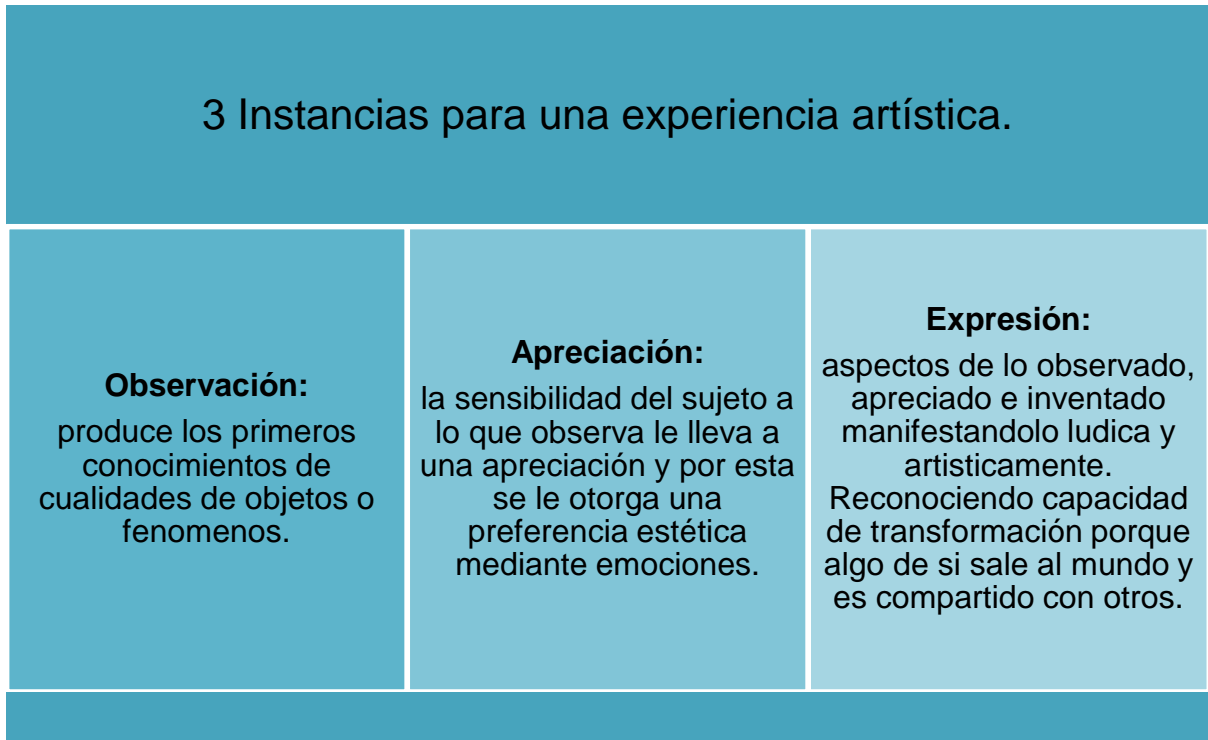 3 Instancias para una experiencia artística.
Observación:
produce los primeros
conocimientos de
cualidades de objetos o
fenomenos.
Apreciación:
la sensibilidad del sujeto a
lo que observa le lleva a
una apreciación y por esta
se le otorga una
preferencia estética
mediante emociones.
Expresión:
aspectos de lo observado,
apreciado e inventado
manifestandolo ludica y
artisticamente.
Reconociendo capacidad
de transformación porque
algo de si sale al mundo y
es compartido con otros.